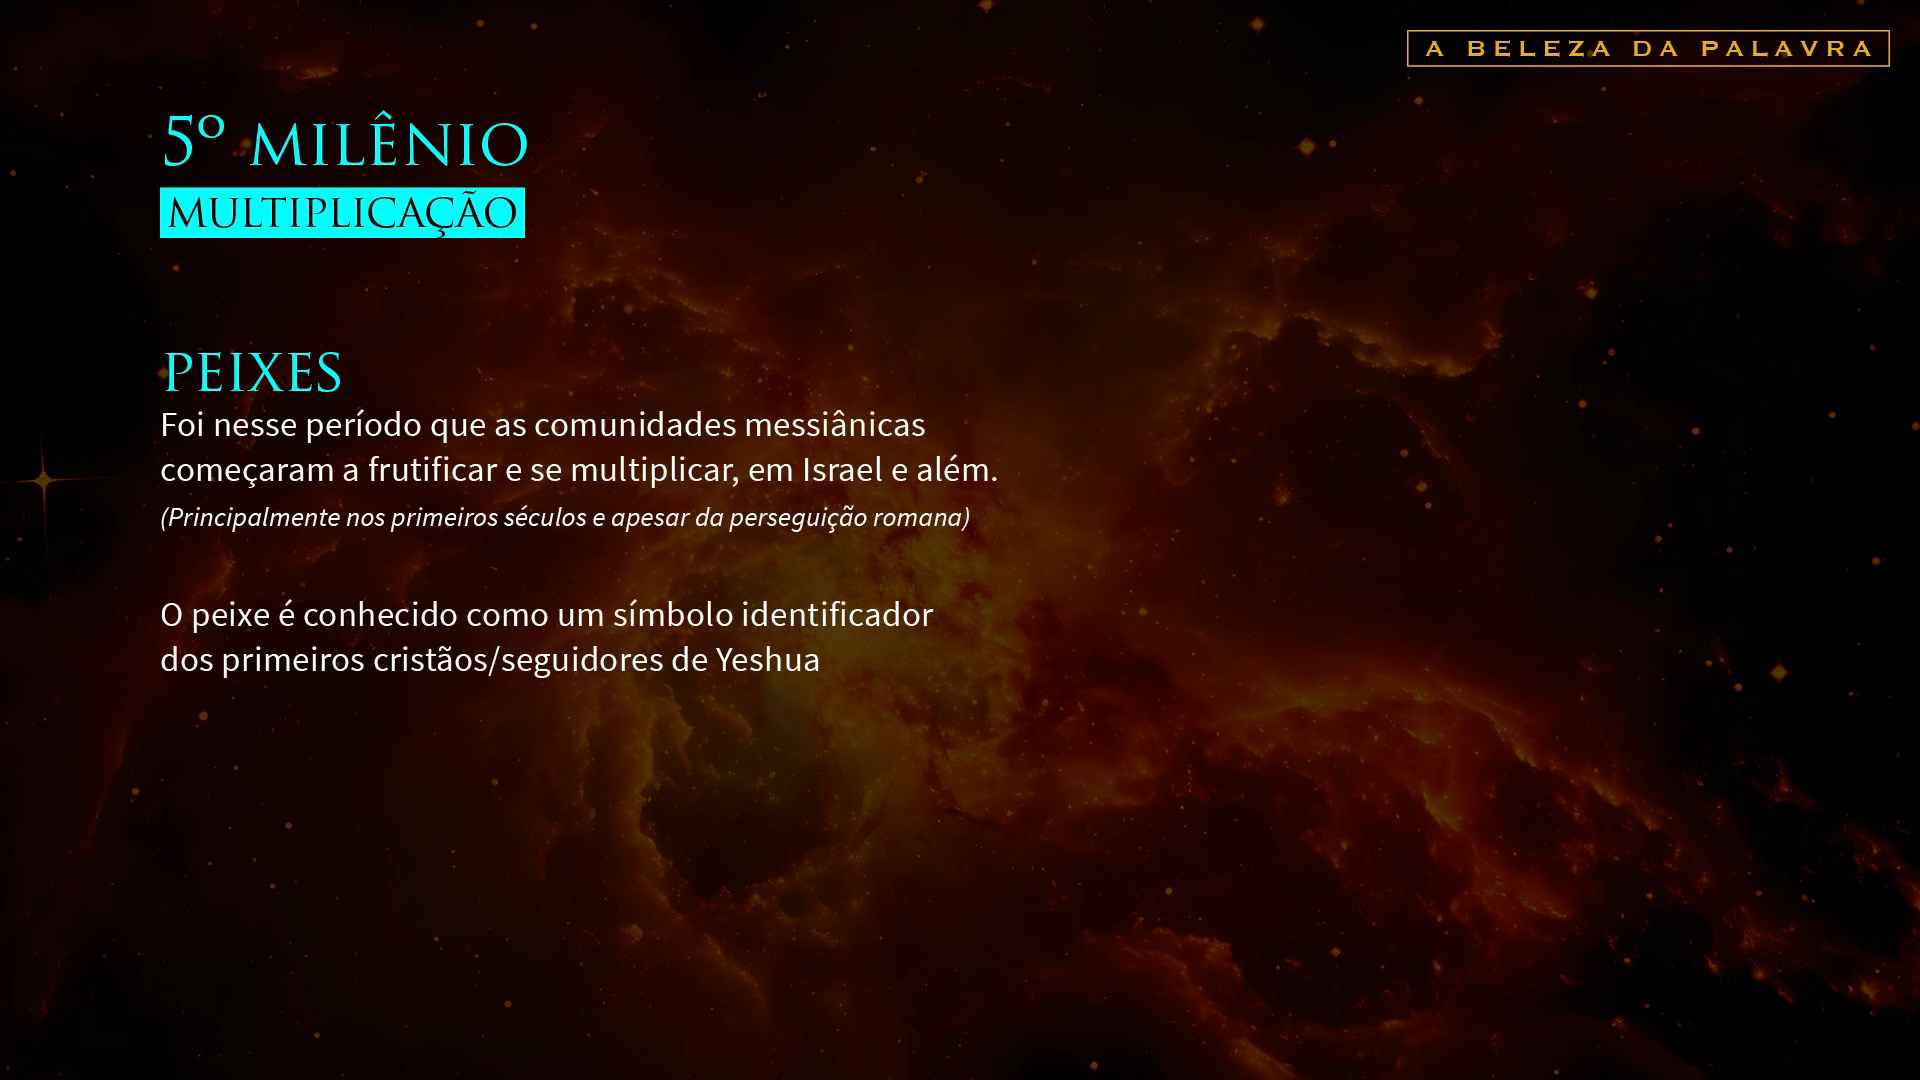 A BELEZA DA PALAVRA
5º MILÊNIO
MULTIPLICAÇÃO
PEIXES
Foi nesse período que as comunidades messiânicas
começaram a frutificar e se multiplicar, em Israel e além.
(Principalmente nos primeiros séculos e apesar da perseguição romana)
O peixe é conhecido como um símbolo identificador
dos primeiros cristãos/seguidores de Yeshua